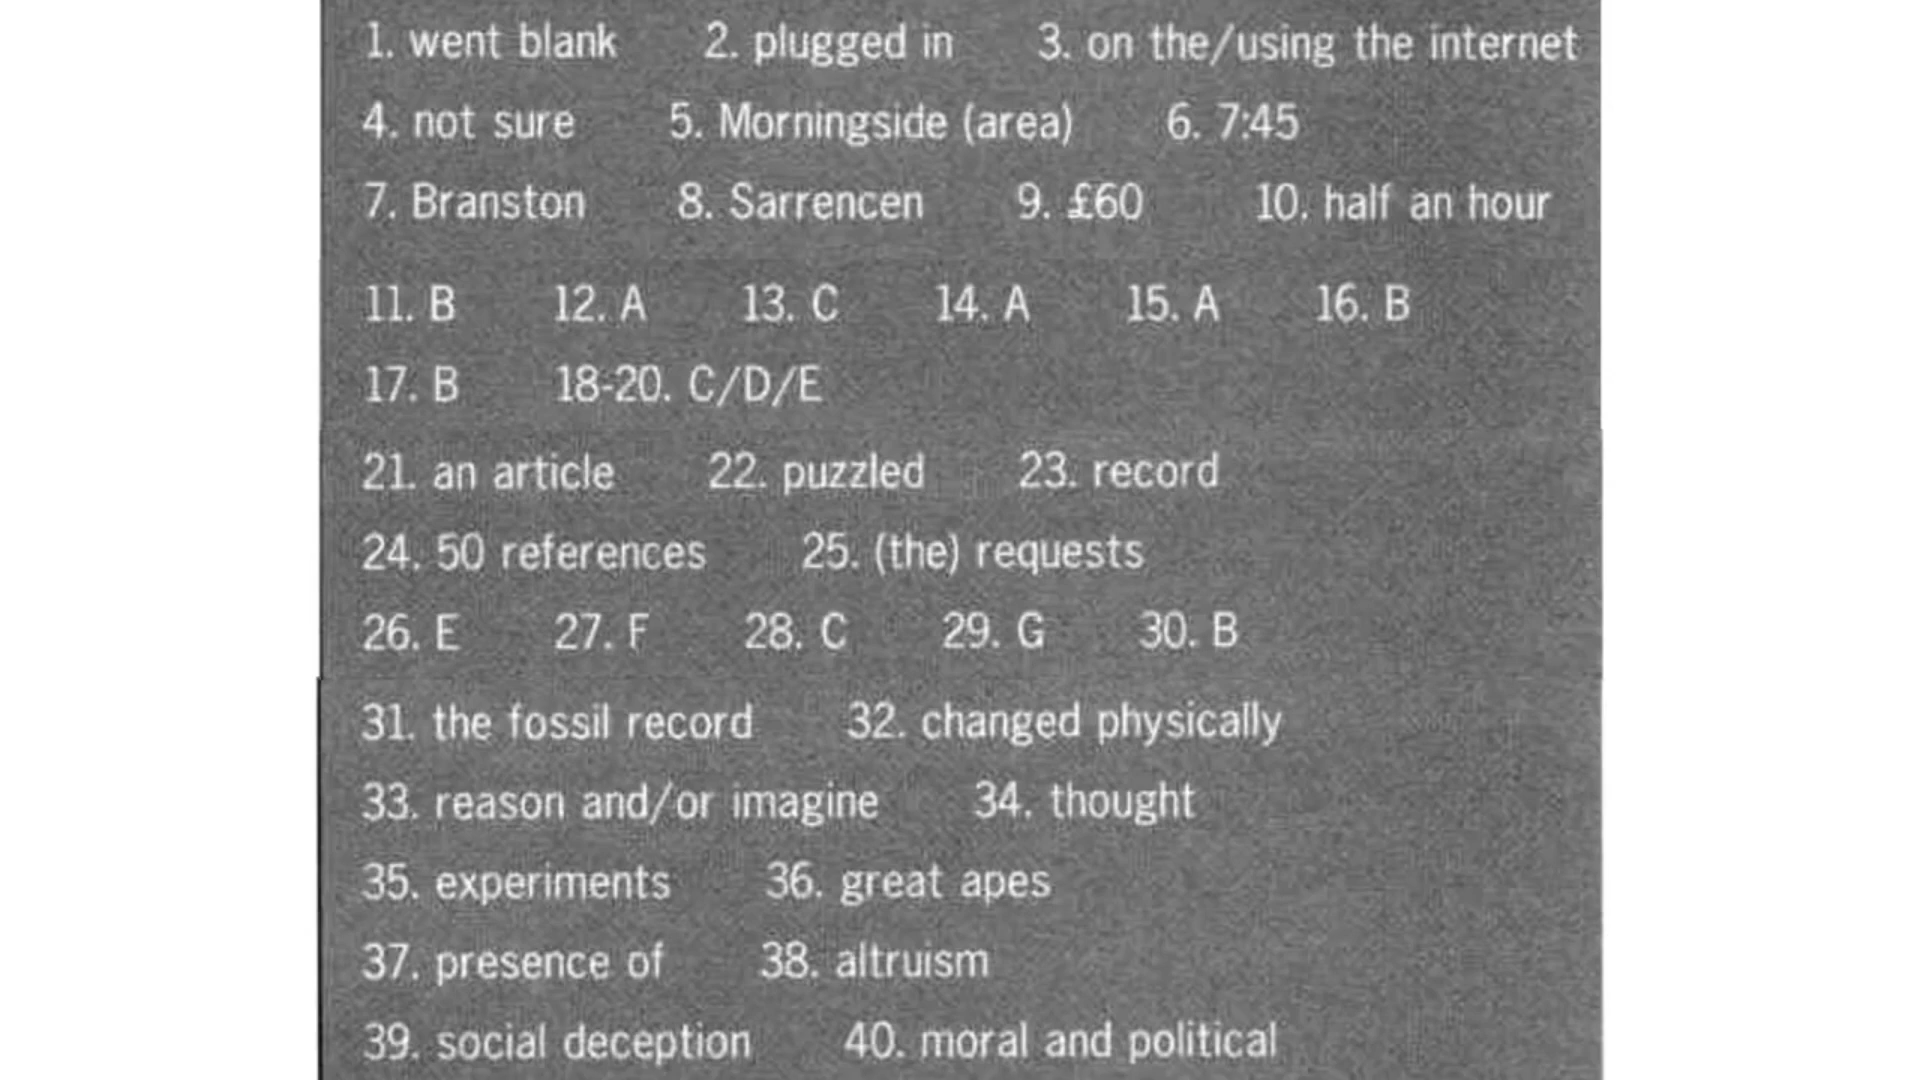 1. went blank 2. plugged in 3. on the/using the internet
4. not sure 5. Morningside (area) 6. 7:45
7. Branston 8. Sarrencen 9. £60 10. half an hour
11. B 12. A 13. C 14. A 15. A 16. B
17. B 18-20. C/D/E
21. an article 22. puzzled 23. record
24. 50 references 25. (the) requests
26. E 27. F 28. C 29. G 30. B
31. the fossil record 32. changed physically
33. reason and/or imagine 34. thought
35. experiments 36. great apes
37. presence of 38. altruism
39. social deception 40. moral and political